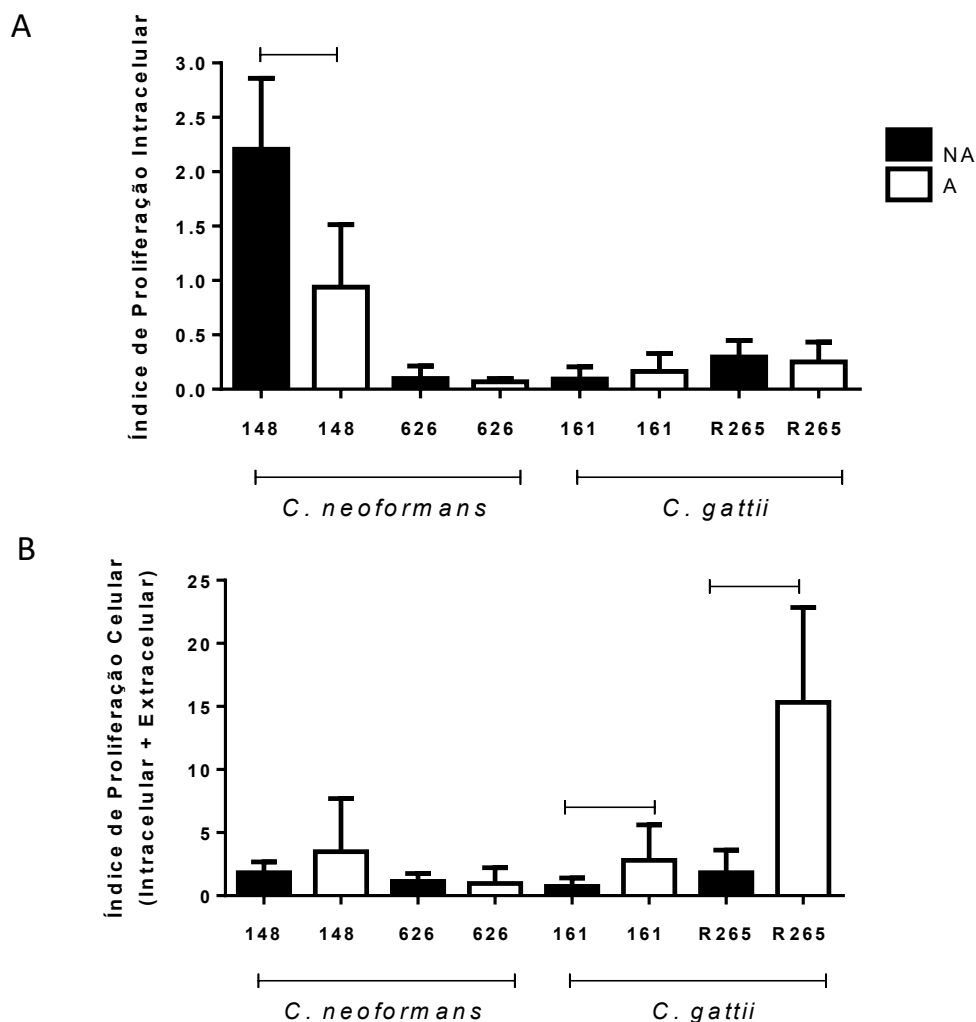 A
Índice de Proliferação Intracelular
3.0
2.5
2.0
1.5
1.0
0.5
0.0
148 148 626 626 161 161 R265 R265
C. neoformans C. gattii
NA
A
B
Índice de Proliferação Celular
(Intracelular + Extracelular)
25
20
15
10
5
0
148 148 626 626 161 161 R265 R265
C. neoformans C. gattii